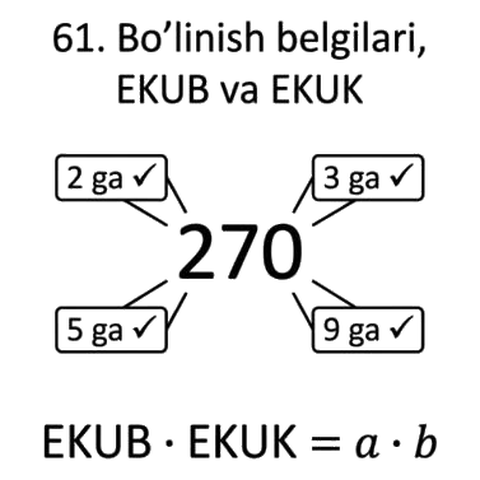 61. Bo’linish belgilari,
EKUB va EKUK
2 ga ✓
3 ga ✓
270
5 ga ✓
9 ga ✓
EKUB · EKUK = a · b